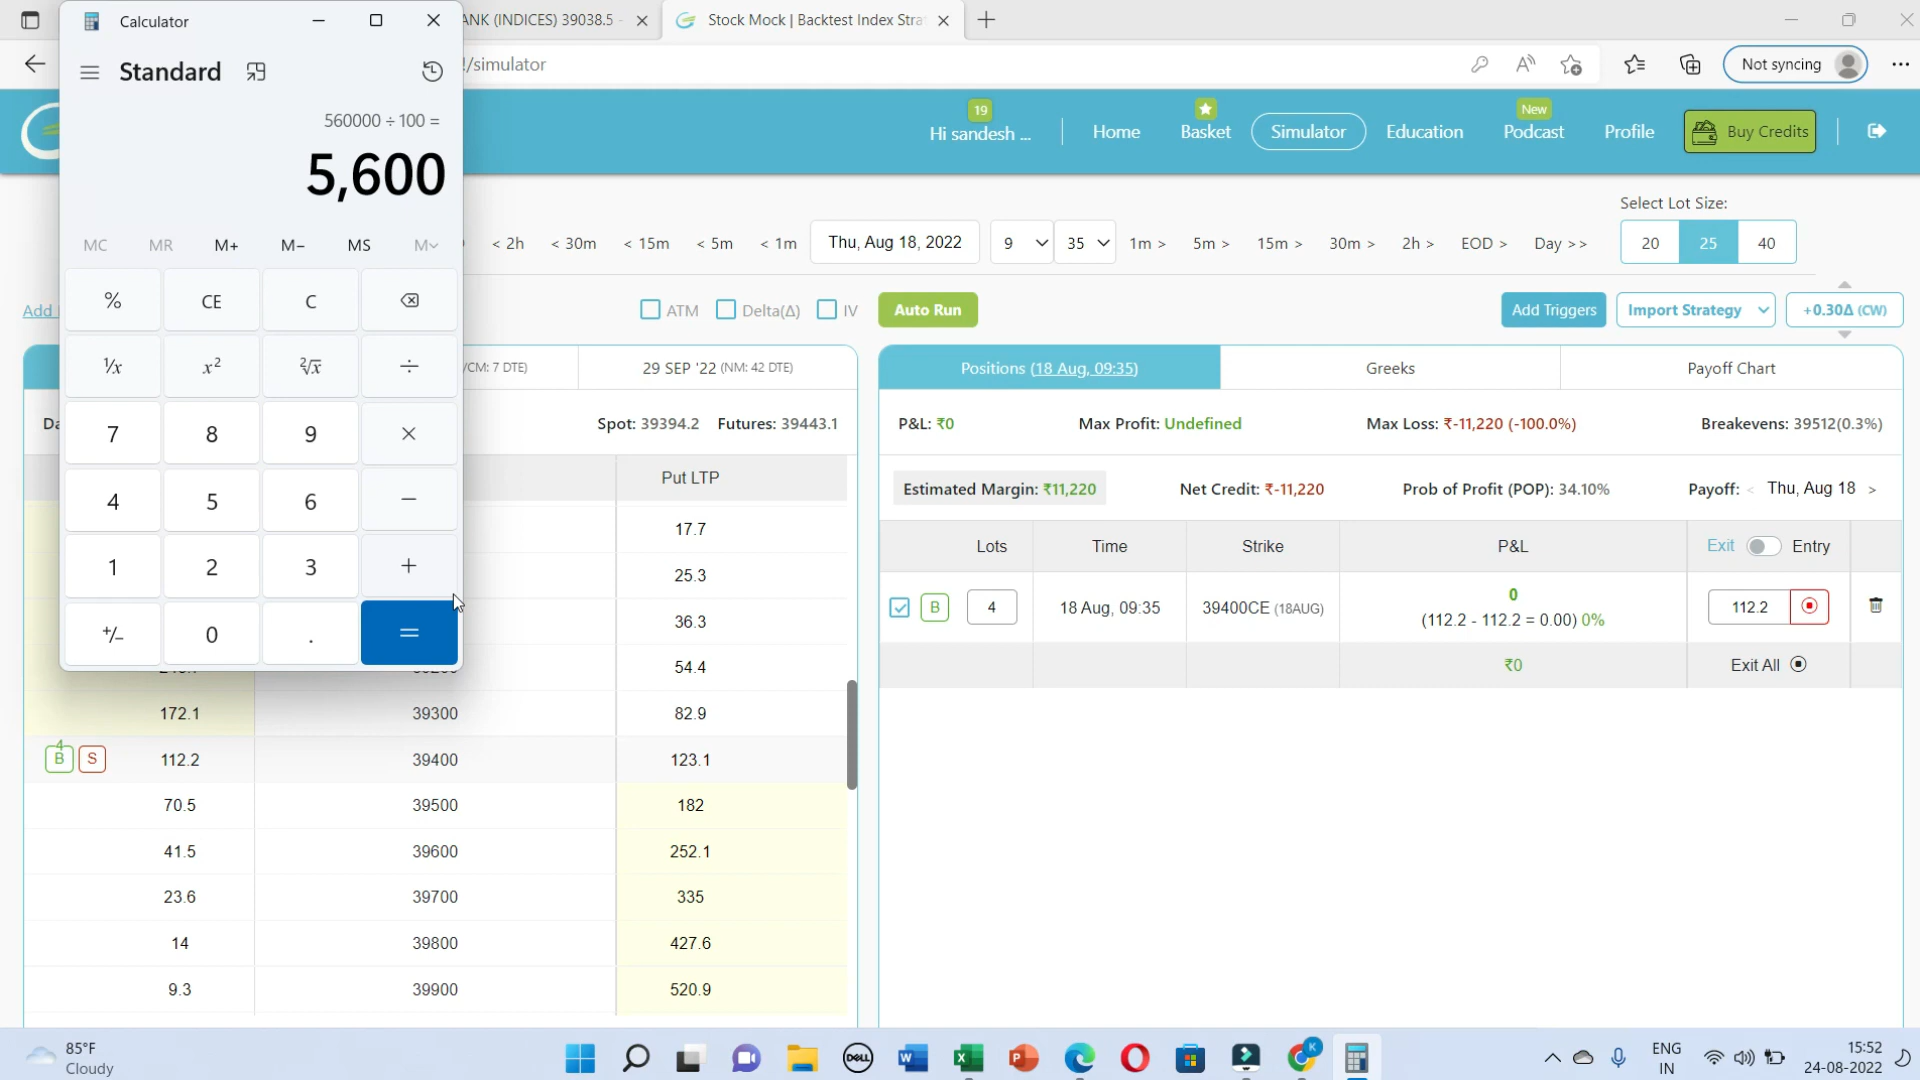 Calculator
ANK (INDICES) 39038.5 -
Stock Mock | Backtest Index Stra
Not syncing
!/simulator
Standard
560000 ÷ 100 =
5,600
MC MR M+ M− MS M
% CE C
¹/x x² ²√x ÷
7 8 9 ×
4 5 6 −
1 2 3 +
+/− 0 . =
19
Hi sandesh ...
Home
Basket
Simulator
Education
New
Podcast
Profile
Buy Credits
< 2h < 30m < 15m < 5m < 1m Thu, Aug 18, 2022 9 35 1m > 5m > 15m > 30m > 2h > EOD > Day >>
Select Lot Size:
20 25 40
Add
ATM Delta(Δ) IV Auto Run
Add Triggers Import Strategy +0.30Δ (CW)
/CM: 7 DTE) 29 SEP '22 (NM: 42 DTE)
Spot: 39394.2 Futures: 39443.1
Put LTP
17.7
25.3
36.3
54.4
172.1 39300 82.9
4
B S 112.2 39400 123.1
70.5 39500 182
41.5 39600 252.1
23.6 39700 335
14 39800 427.6
9.3 39900 520.9
Positions (18 Aug, 09:35) Greeks Payoff Chart
P&L: ₹0 Max Profit: Undefined Max Loss: ₹-11,220 (-100.0%) Breakevens: 39512(0.3%)
Estimated Margin: ₹11,220 Net Credit: ₹-11,220 Prob of Profit (POP): 34.10% Payoff: < Thu, Aug 18 >
Lots Time Strike P&L Exit Entry
B 4 18 Aug, 09:35 39400CE (18AUG) 0
(112.2 - 112.2 = 0.00) 0%
112.2
₹0 Exit All
85°F
Cloudy
DELL
ENG
IN
15:52
24-08-2022